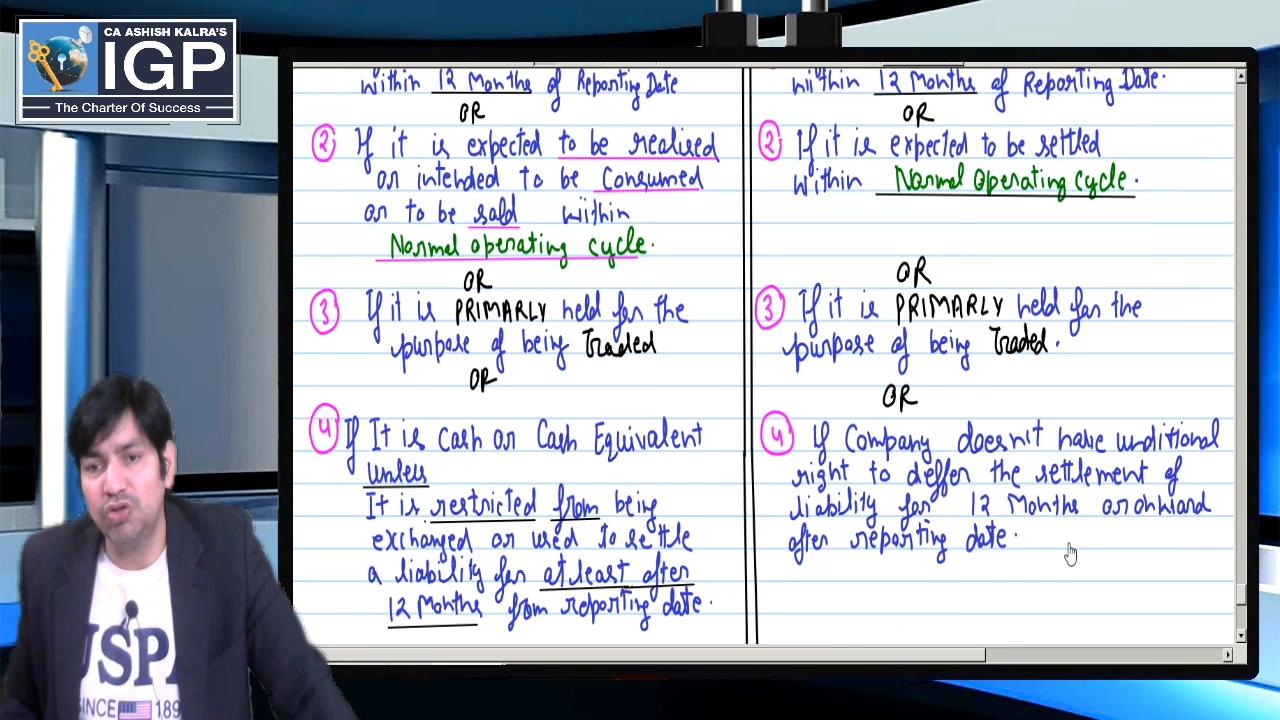 CA ASHISH KALRA'S
IGP
The Charter Of Success
within 12 Months of Reporting Date
OR
② If it is expected to be realised
or intended to be Consumed
or to be sold within
Normal operating cycle.
OR
③ If it is PRIMARLY held for the
purpose of being Traded
OR
④ If It is Cash or Cash Equivalent
unless
It is restricted from being
exchanged or used To settle
a liability for at least after
12 Months from reporting date.
within 12 Months of Reporting Date.
OR
② If it is expected to be settled
within Normal Operating cycle.
OR
③ If it is PRIMARLY held for the
purpose of being Traded.
OR
④ If Company doesn't have unditional
right to deffer the settlement of
liability for 12 Months or onward
after reporting date.
USPA
SINCE 189